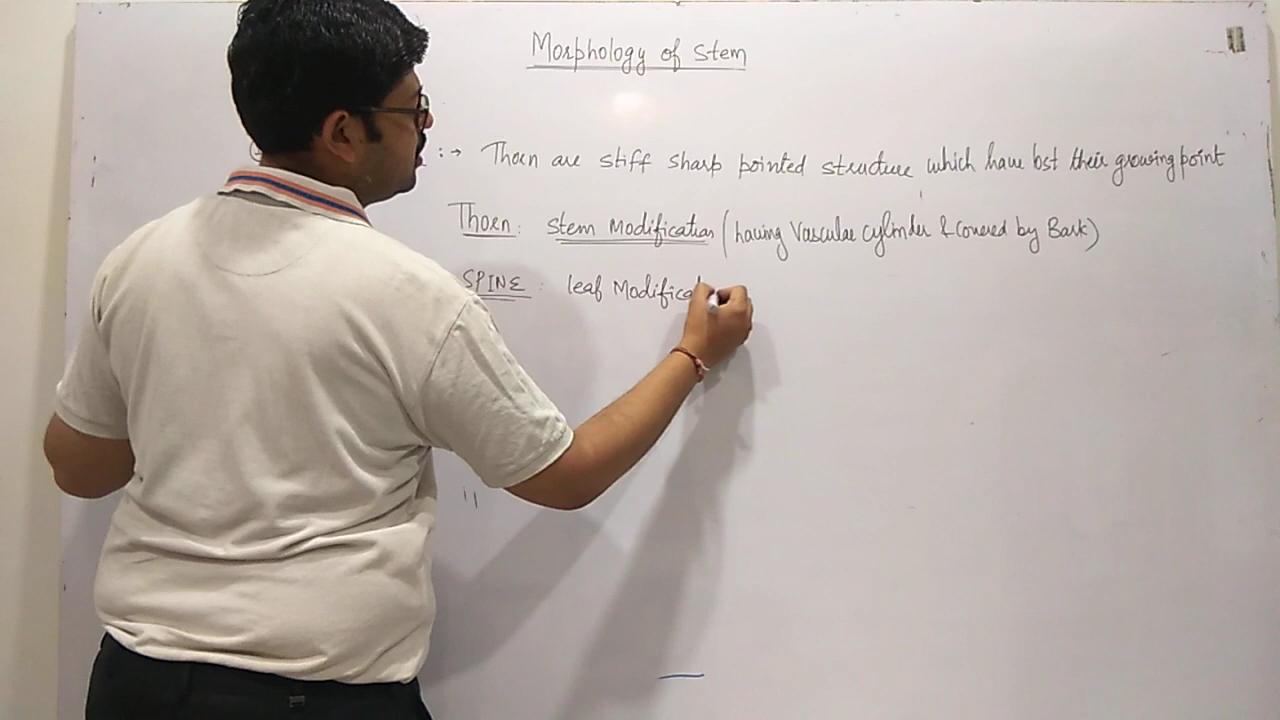 Morphology of Stem
:→ Thorn are stiff sharp pointed structure which have lost their growing point
Thorn: Stem Modification (having Vascular cylinder & covered by Bark)
SPINE: leaf Modifica